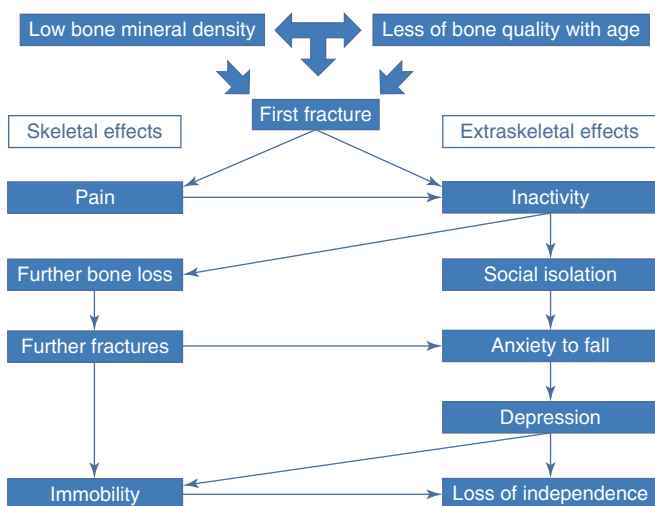 Low bone mineral density
Less of bone quality with age
First fracture
Skeletal effects
Extraskeletal effects
Pain
Inactivity
Further bone loss
Social isolation
Further fractures
Anxiety to fall
Depression
Immobility
Loss of independence